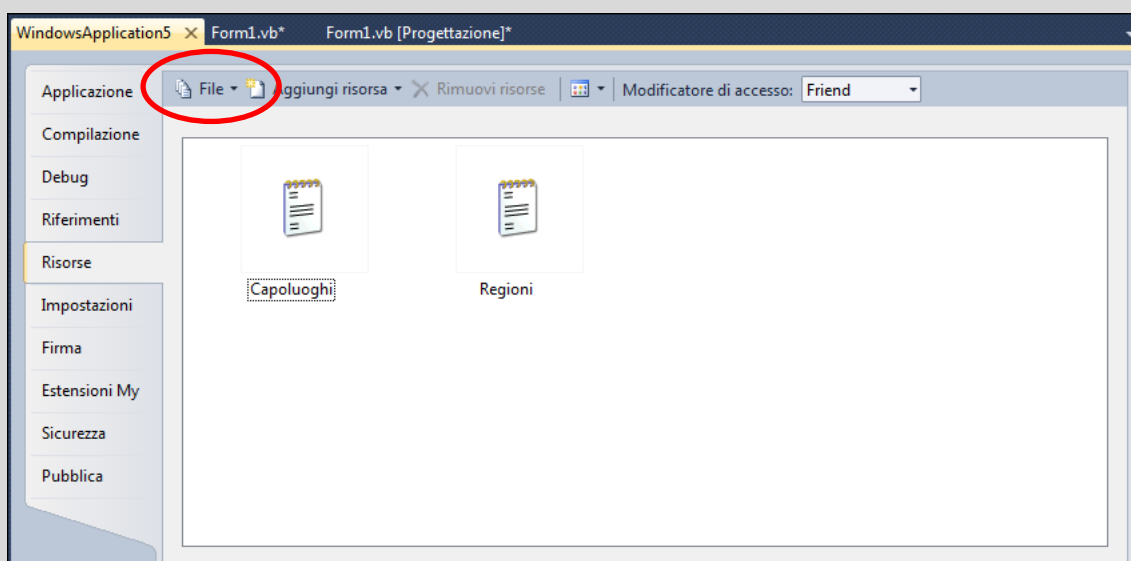 WindowsApplication5 Form1.vb* Form1.vb [Progettazione]*
File Aggiungi risorsa Rimuovi risorse Modificatore di accesso: Friend
Applicazione
Compilazione
Debug
Riferimenti
Risorse
Impostazioni
Firma
Estensioni My
Sicurezza
Pubblica
Capoluoghi Regioni